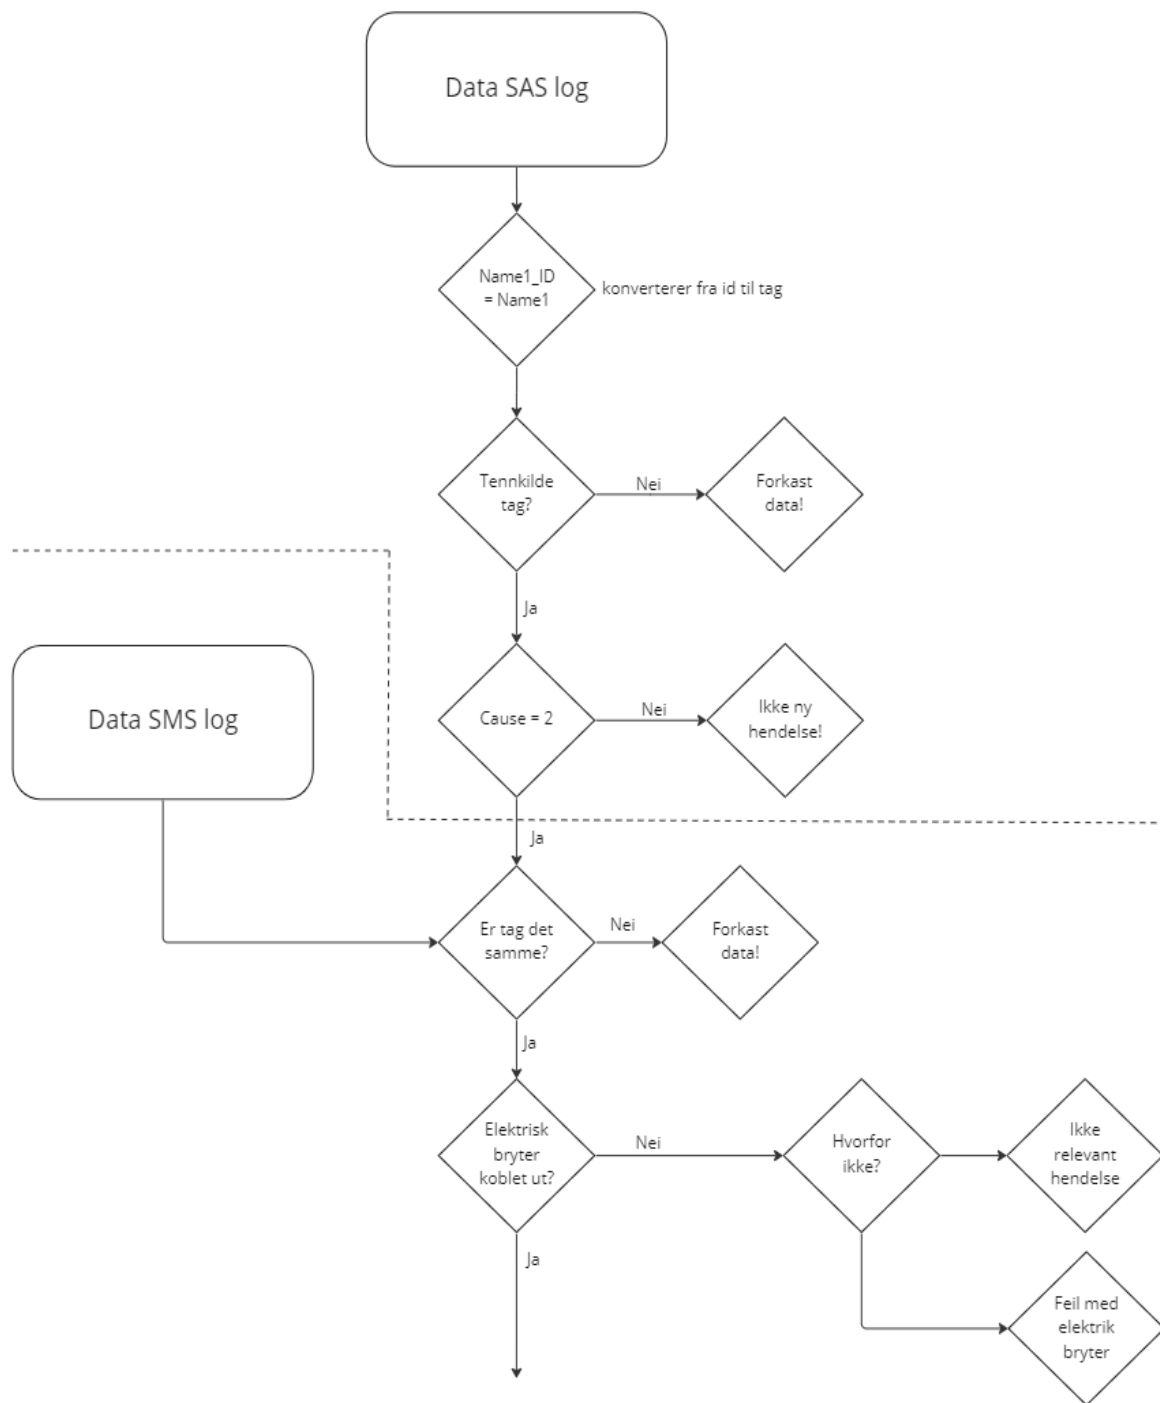 Data SAS log
Name1_ID
= Name1
konverterer fra id til tag
Tennkilde
tag?
Nei
Forkast
data!
Ja
Data SMS log
Cause = 2
Nei
Ikke ny
hendelse!
Ja
Er tag det
samme?
Nei
Forkast
data!
Ja
Elektrisk
bryter
koblet ut?
Nei
Hvorfor
ikke?
Ikke
relevant
hendelse
Ja
Feil med
elektrik
bryter